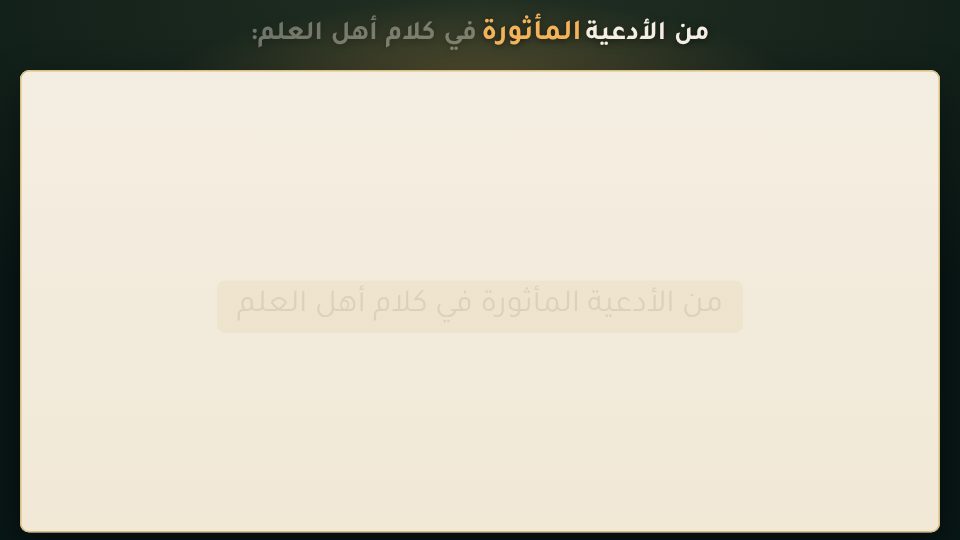 من الأدعية المأثورة في كلام أهل العلم:
من الأدعية المأثورة في كلام أهل العلم